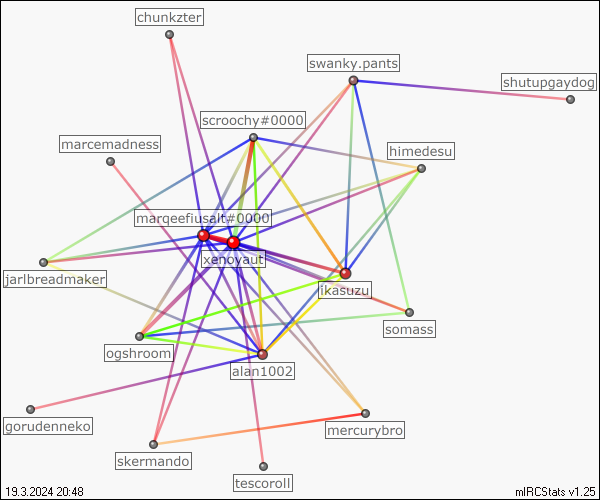 chunkzter
swanky.pants
shutupgaydog
scroochy#0000
marcemadness
himedesu
marqeefiusalt#0000
xenoyaut
jarlbreadmaker
ikasuzu
somass
ogshroom
alan1002
gorudenneko
mercurybro
skermando
tescoroll
19.3.2024 20:48
mIRCStats v1.25